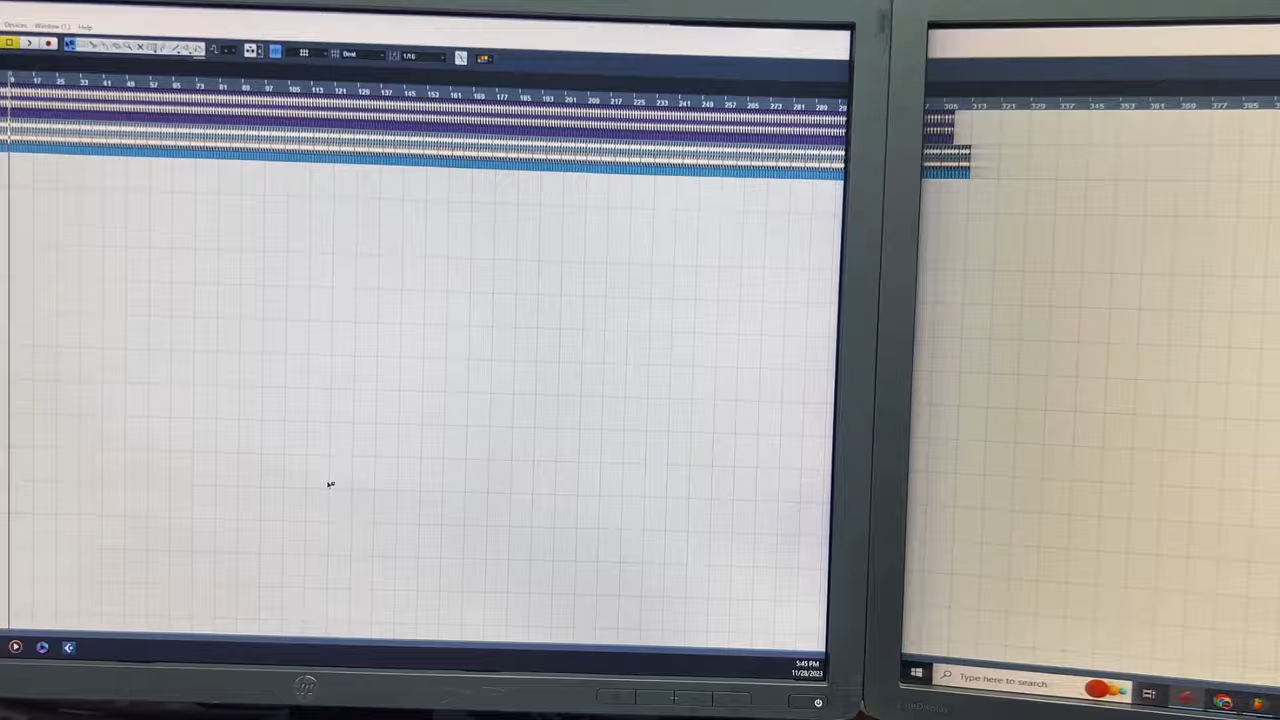 Devices Window (1) Help
Beat 1/16
9 17 25 33 41 49 57 65 73 81 89 97 105 113 121 129 137 145 153 161 169 177 185 193 201 209 217 225 233 241 249 257 265 273 281 289 29
305 313 321 329 337 345 353 361 369 377 385
5:45 PM
11/28/2023
hp
Type here to search